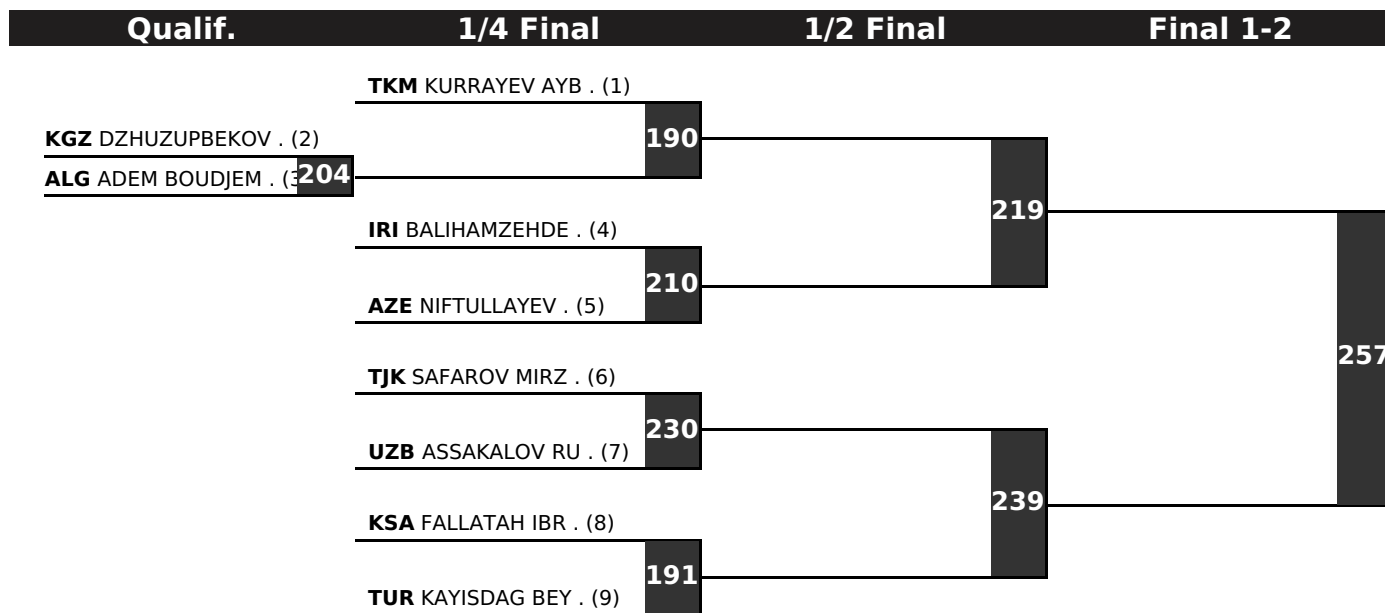 Qualif. 1/4 Final 1/2 Final Final 1-2
TKM KURRAYEV AYB . (1)
190
KGZ DZHUZUPBEKOV . (2)
ALG ADEM BOUDJEM . (3
204
219
IRI BALIHAMZEHDE . (4)
210
AZE NIFTULLAYEV . (5)
257
TJK SAFAROV MIRZ . (6)
230
UZB ASSAKALOV RU . (7)
239
KSA FALLATAH IBR . (8)
191
TUR KAYISDAG BEY . (9)